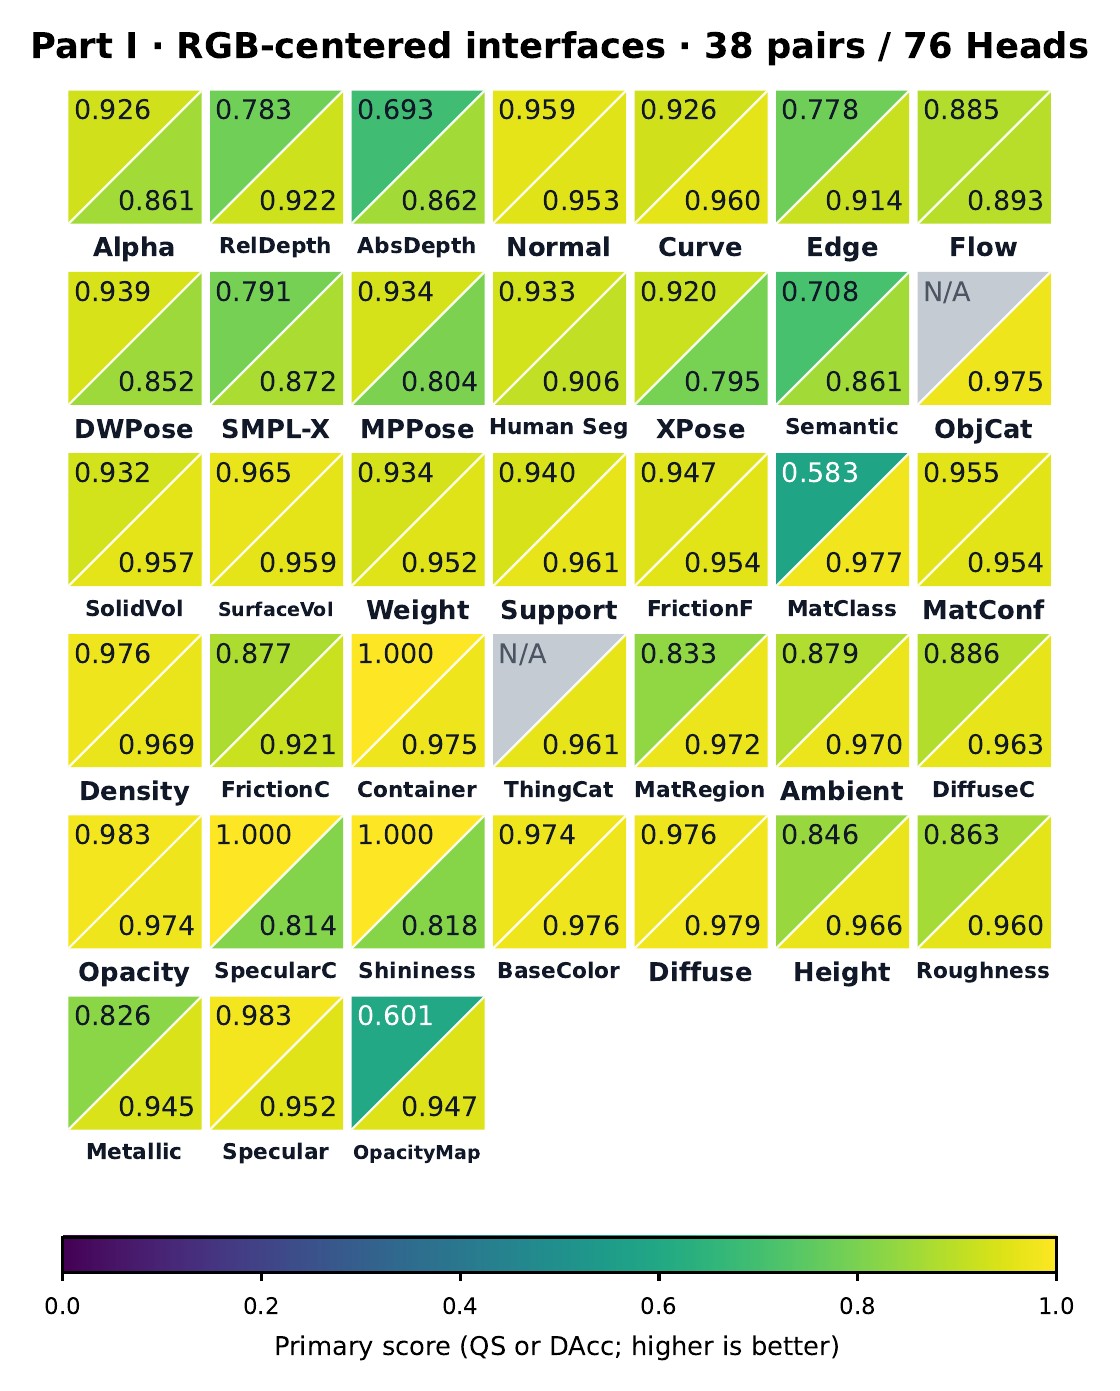 Part I · RGB-centered interfaces · 38 pairs / 76 Heads
0.926 0.783 0.693 0.959 0.926 0.778 0.885
0.861 0.922 0.862 0.953 0.960 0.914 0.893
Alpha RelDepth AbsDepth Normal Curve Edge Flow
0.939 0.791 0.934 0.933 0.920 0.708 N/A
0.852 0.872 0.804 0.906 0.795 0.861 0.975
DWPose SMPL-X MPPose Human Seg XPose Semantic ObjCat
0.932 0.965 0.934 0.940 0.947 0.583 0.955
0.957 0.959 0.952 0.961 0.954 0.977 0.954
SolidVol SurfaceVol Weight Support FrictionF MatClass MatConf
0.976 0.877 1.000 N/A 0.833 0.879 0.886
0.969 0.921 0.975 0.961 0.972 0.970 0.963
Density FrictionC Container ThingCat MatRegion Ambient DiffuseC
0.983 1.000 1.000 0.974 0.976 0.846 0.863
0.974 0.814 0.818 0.976 0.979 0.966 0.960
Opacity SpecularC Shininess BaseColor Diffuse Height Roughness
0.826 0.983 0.601
0.945 0.952 0.947
Metallic Specular OpacityMap
0.0 0.2 0.4 0.6 0.8 1.0
Primary score (QS or DAcc; higher is better)